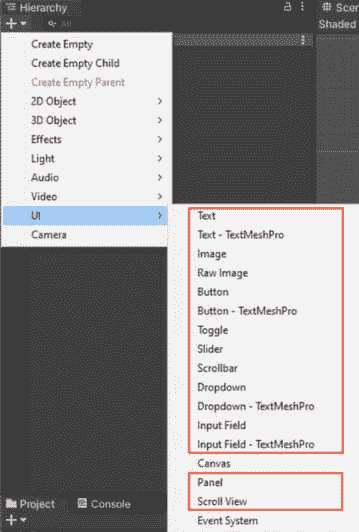 Hierarchy
Scen
+ All
Shaded
Create Empty
Create Empty Child
Create Empty Parent
2D Object >
3D Object >
Effects >
Light >
Audio >
Video >
UI >
Camera
Text
Text - TextMeshPro
Image
Raw Image
Button
Button - TextMeshPro
Toggle
Slider
Scrollbar
Dropdown
Dropdown - TextMeshPro
Input Field
Input Field - TextMeshPro
Canvas
Panel
Scroll View
Event System
Project
Console
+